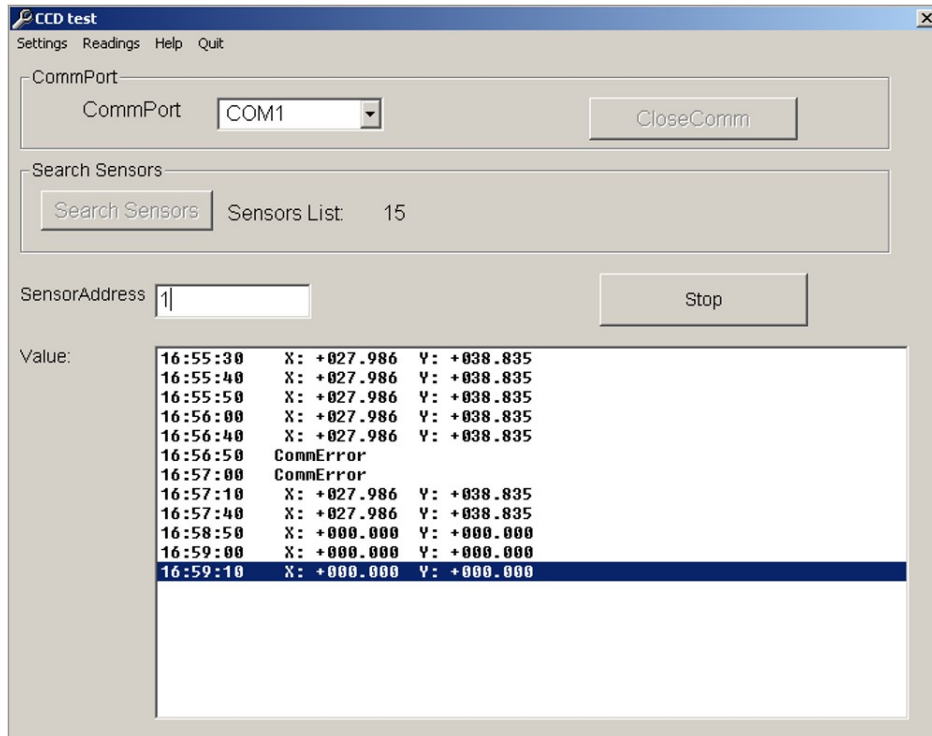 CCD test
Settings Readings Help Quit
CommPort
CommPort COM1 CloseComm
Search Sensors
Search Sensors Sensors List: 15
SensorAddress 1 Stop
Value:
16:55:30 X: +027.986 Y: +038.835
16:55:40 X: +027.986 Y: +038.835
16:55:50 X: +027.986 Y: +038.835
16:56:00 X: +027.986 Y: +038.835
16:56:40 X: +027.986 Y: +038.835
16:56:50 CommError
16:57:00 CommError
16:57:10 X: +027.986 Y: +038.835
16:57:40 X: +027.986 Y: +038.835
16:58:50 X: +000.000 Y: +000.000
16:59:00 X: +000.000 Y: +000.000
16:59:10 X: +000.000 Y: +000.000